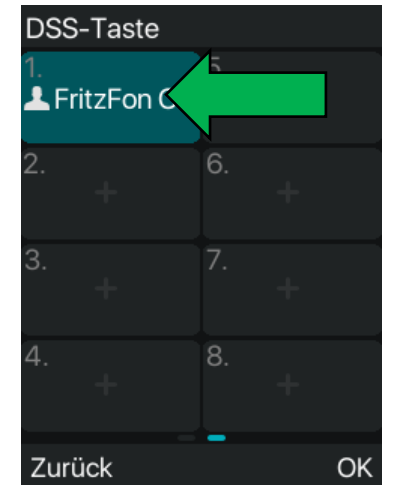 DSS-Taste
1.
FritzFon C
5.
2.
6.
3.
7.
4.
8.
Zurück
OK